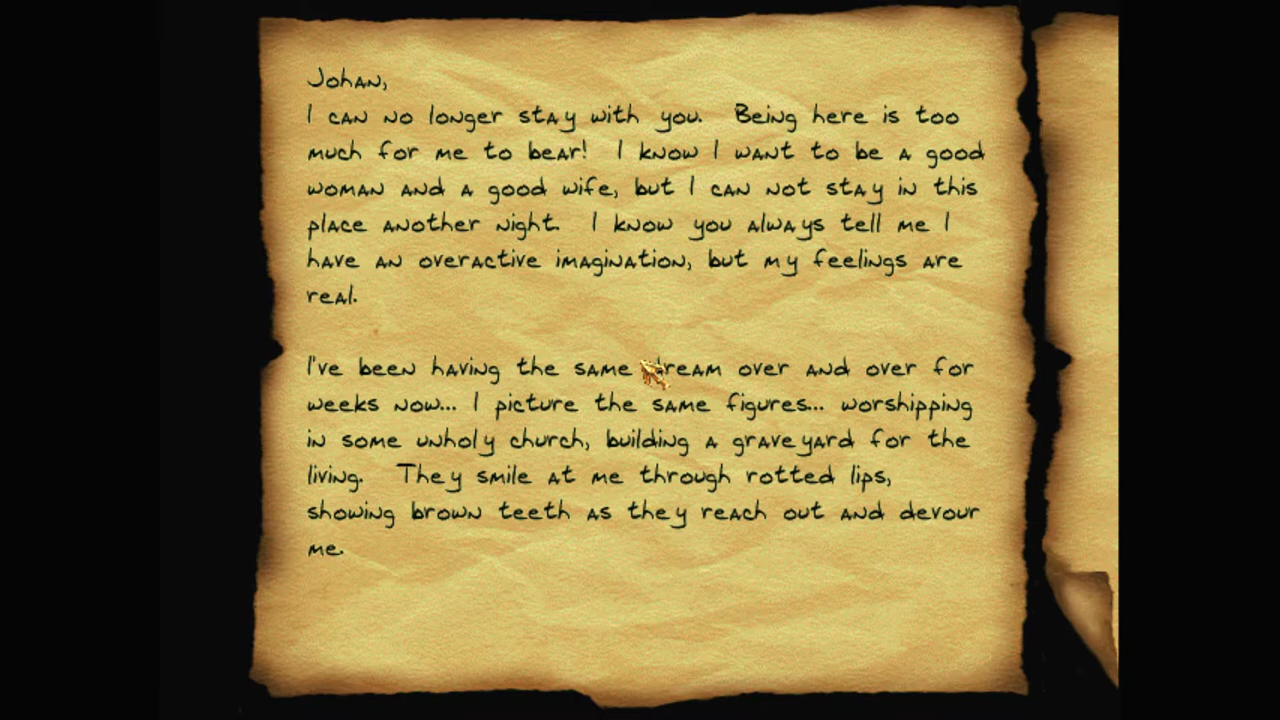 Johan,
I can no longer stay with you. Being here is too
much for me to bear! I know I want to be a good
woman and a good wife, but I can not stay in this
place another night. I know you always tell me I
have an overactive imagination, but my feelings are
real.
I've been having the same dream over and over for
weeks now... I picture the same figures... worshipping
in some unholy church, building a graveyard for the
living. They smile at me through rotted lips,
showing brown teeth as they reach out and devour
me.